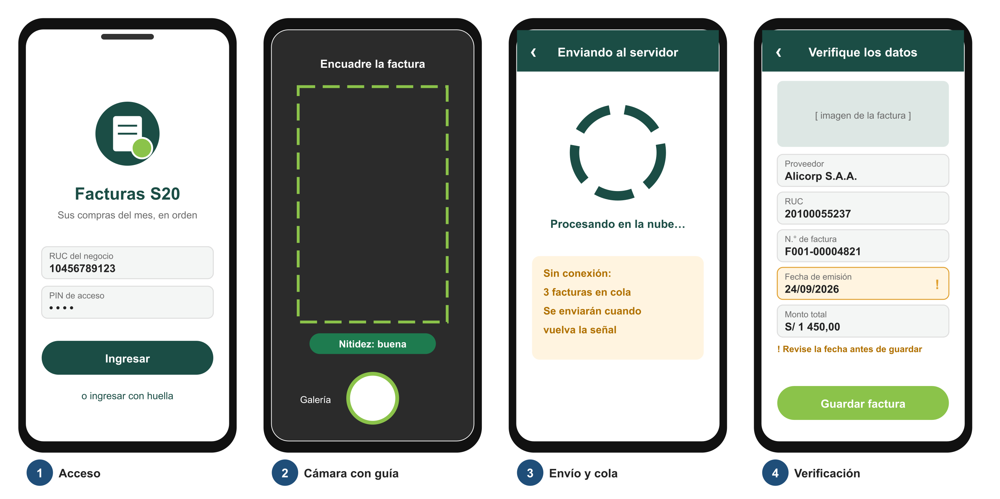 Facturas S20
Sus compras del mes, en orden
RUC del negocio
10456789123
PIN de acceso
••••
Ingresar
o ingresar con huella
1 Acceso
Encuadre la factura
Nitidez: buena
Galería
2 Cámara con guía
‹ Enviando al servidor
Procesando en la nube…
Sin conexión:
3 facturas en cola
Se enviarán cuando
vuelva la señal
3 Envío y cola
‹ Verifique los datos
[ imagen de la factura ]
Proveedor
Alicorp S.A.A.
RUC
20100055237
N.° de factura
F001-00004821
Fecha de emisión
24/09/2026 !
Monto total
S/ 1 450,00
! Revise la fecha antes de guardar
Guardar factura
4 Verificación